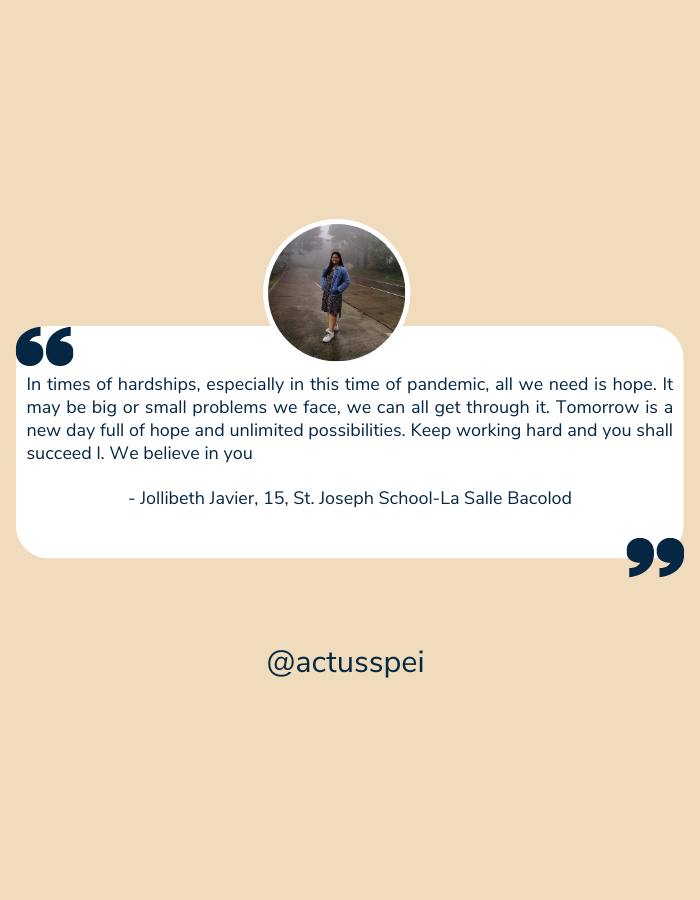 In times of hardships, especially in this time of pandemic, all we need is hope. It
may be big or small problems we face, we can all get through it. Tomorrow is a
new day full of hope and unlimited possibilities. Keep working hard and you shall
succeed l. We believe in you
- Jollibeth Javier, 15, St. Joseph School-La Salle Bacolod
@actusspei